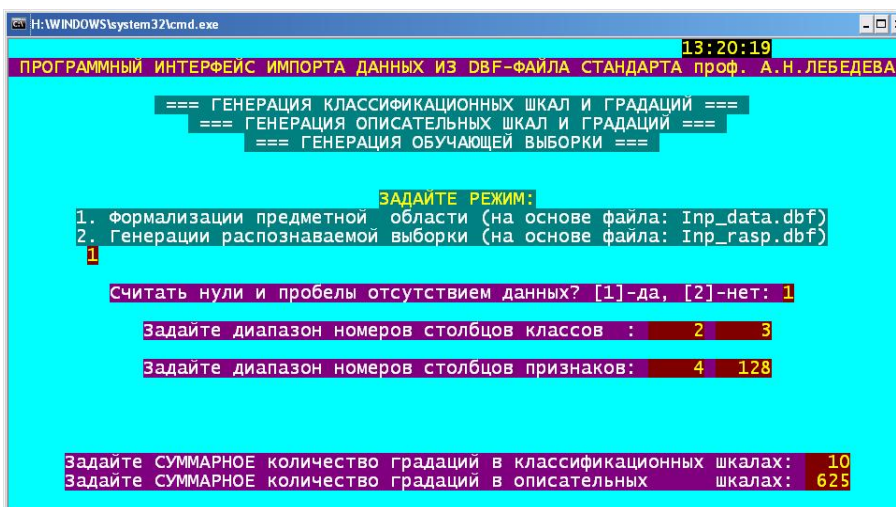 H:\WINDOWS\system32\cmd.exe
13:20:19
ПРОГРАММНЫЙ ИНТЕРФЕЙС ИМПОРТА ДАННЫХ ИЗ DBF-ФАЙЛА СТАНДАРТА проф. А.Н.ЛЕБЕДЕВА
=== ГЕНЕРАЦИЯ КЛАССИФИКАЦИОННЫХ ШКАЛ И ГРАДАЦИЙ ===
=== ГЕНЕРАЦИЯ ОПИСАТЕЛЬНЫХ ШКАЛ И ГРАДАЦИЙ ===
=== ГЕНЕРАЦИЯ ОБУЧАЮЩЕЙ ВЫБОРКИ ===
ЗАДАЙТЕ РЕЖИМ:
1. Формализации предметной области (на основе файла: Inp_data.dbf)
2. Генерации распознаваемой выборки (на основе файла: Inp_rasp.dbf)
1
Считать нули и пробелы отсутствием данных? [1]-да, [2]-нет: 1
Задайте диапазон номеров столбцов классов : 2 3
Задайте диапазон номеров столбцов признаков: 4 128
Задайте СУММАРНОЕ количество градаций в классификационных шкалах: 10
Задайте СУММАРНОЕ количество градаций в описательных шкалах: 625